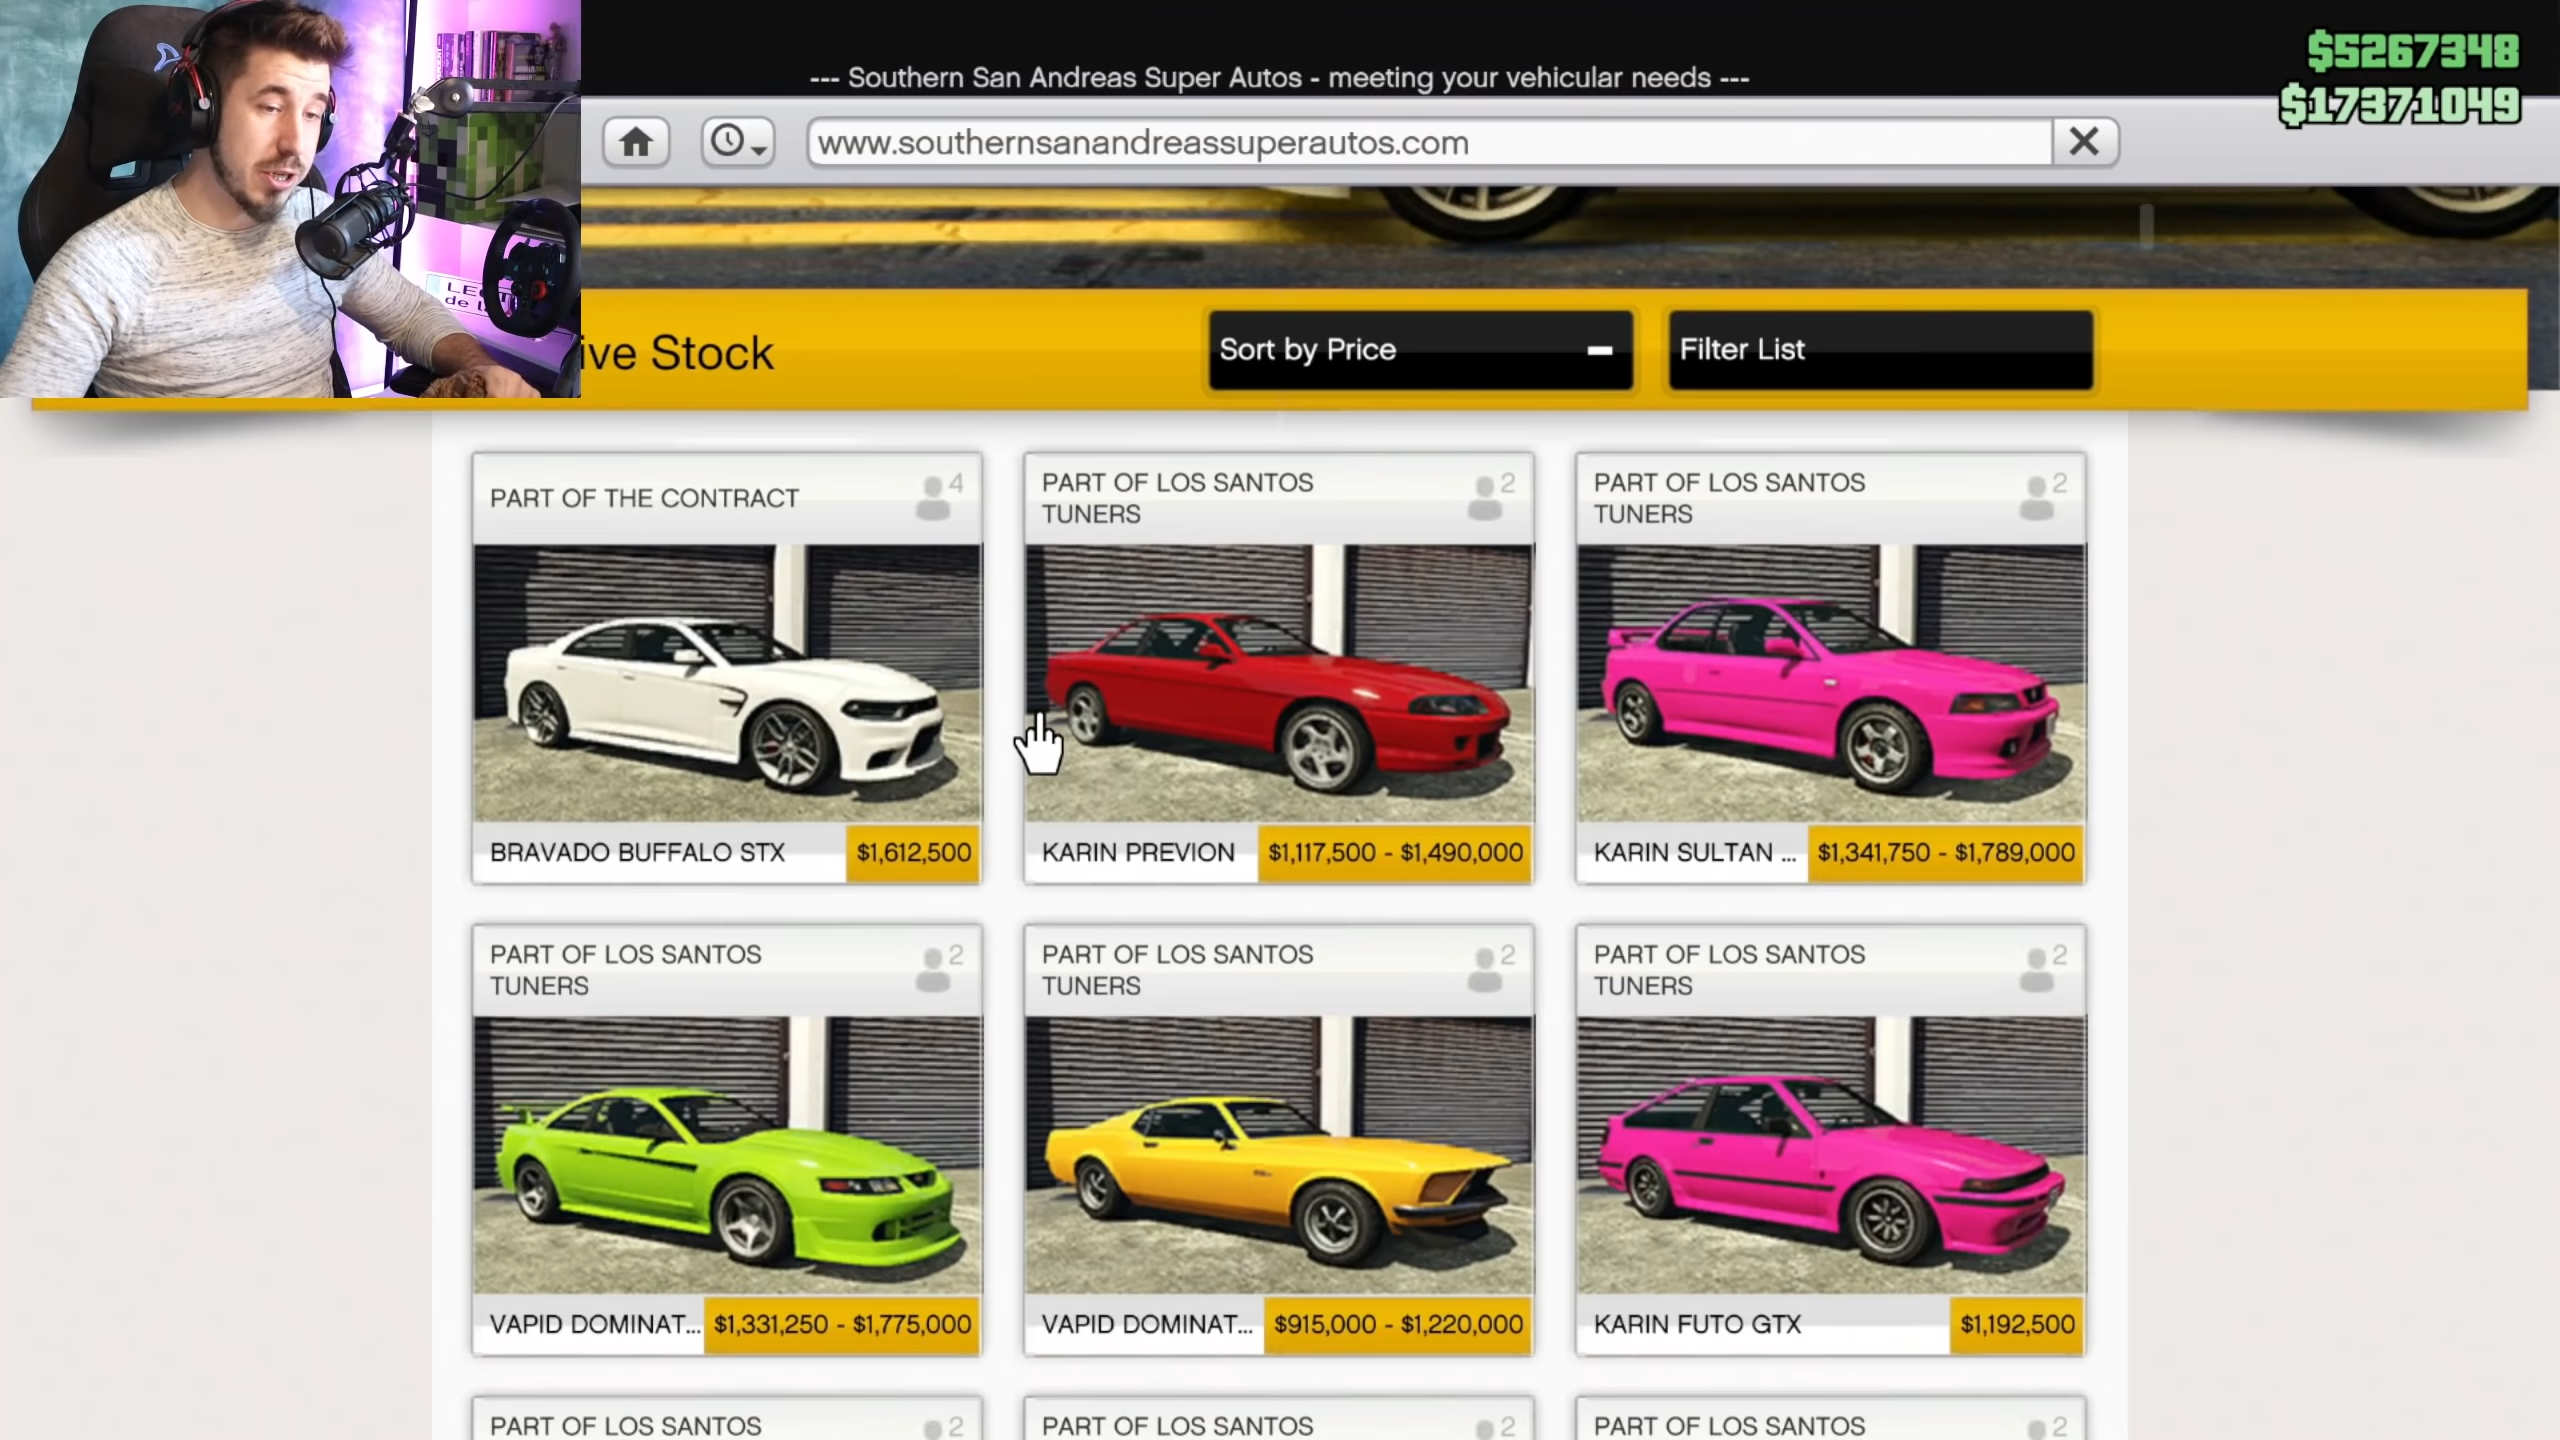 --- Southern San Andreas Super Autos - meeting your vehicular needs ---
$5267348
$17371049
www.southernsanandreassuperautos.com
ive Stock
Sort by Price
Filter List
PART OF THE CONTRACT
4
PART OF LOS SANTOS
TUNERS
2
PART OF LOS SANTOS
TUNERS
2
BRAVADO BUFFALO STX
$1,612,500
KARIN PREVION
$1,117,500 - $1,490,000
KARIN SULTAN ...
$1,341,750 - $1,789,000
PART OF LOS SANTOS
TUNERS
2
PART OF LOS SANTOS
TUNERS
2
PART OF LOS SANTOS
TUNERS
2
VAPID DOMINAT...
$1,331,250 - $1,775,000
VAPID DOMINAT...
$915,000 - $1,220,000
KARIN FUTO GTX
$1,192,500
PART OF LOS SANTOS
2
PART OF LOS SANTOS
2
PART OF LOS SANTOS
2